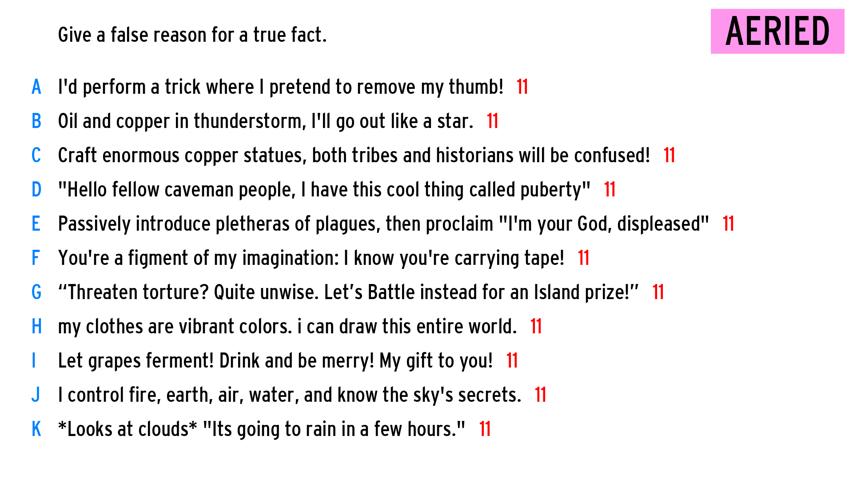 Give a false reason for a true fact.
AERIED
A I'd perform a trick where I pretend to remove my thumb! 11
B Oil and copper in thunderstorm, I'll go out like a star. 11
C Craft enormous copper statues, both tribes and historians will be confused! 11
D "Hello fellow caveman people, I have this cool thing called puberty" 11
E Passively introduce pletheras of plagues, then proclaim "I'm your God, displeased" 11
F You're a figment of my imagination: I know you're carrying tape! 11
G “Threaten torture? Quite unwise. Let’s Battle instead for an Island prize!” 11
H my clothes are vibrant colors. i can draw this entire world. 11
I Let grapes ferment! Drink and be merry! My gift to you! 11
J I control fire, earth, air, water, and know the sky's secrets. 11
K *Looks at clouds* "Its going to rain in a few hours." 11